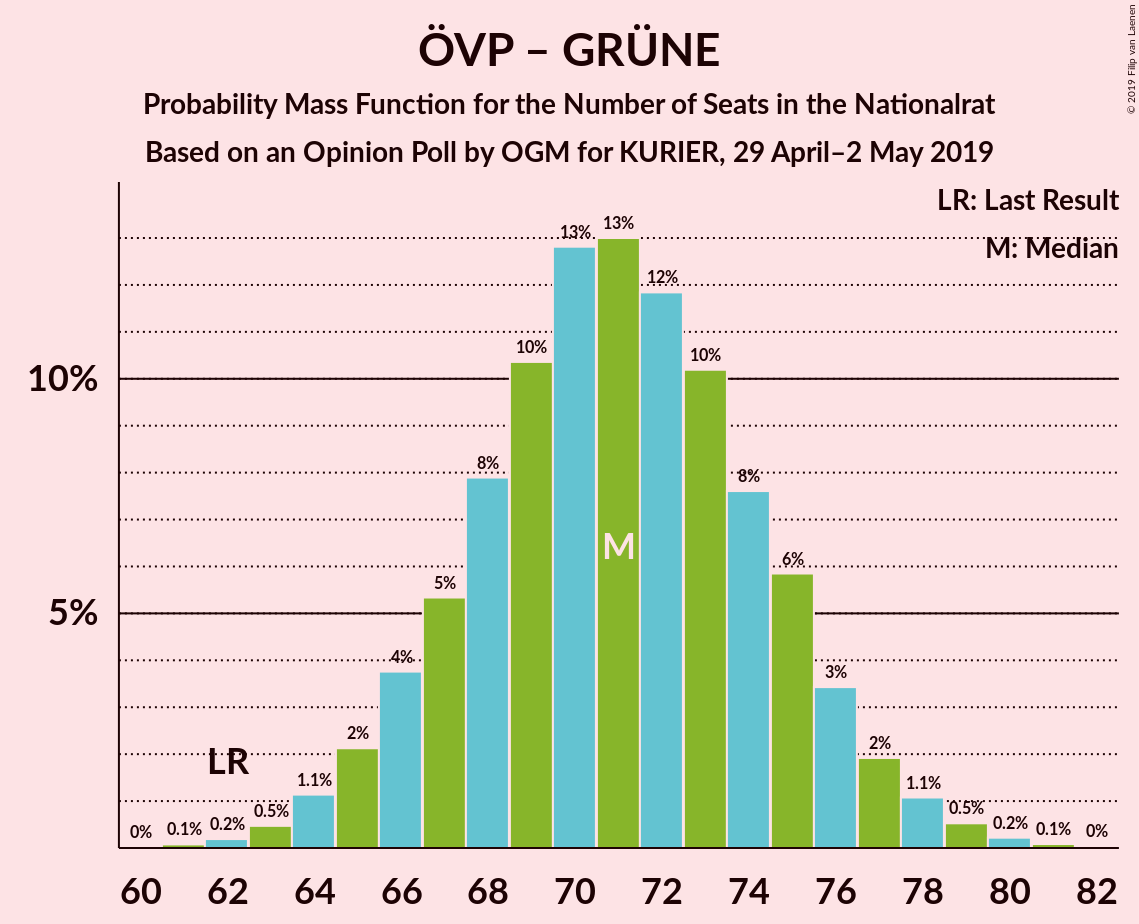 ÖVP – GRÜNE
Probability Mass Function for the Number of Seats in the Nationalrat
Based on an Opinion Poll by OGM for KURIER, 29 April–2 May 2019
© 2019 Filip van Laenen
LR: Last Result
M: Median
10%
5%
0%
0.1%
0.2%
0.5%
1.1%
2%
4%
5%
8%
10%
13%
13%
12%
10%
8%
6%
3%
2%
1.1%
0.5%
0.2%
0.1%
0%
LR
M
60 62 64 66 68 70 72 74 76 78 80 82